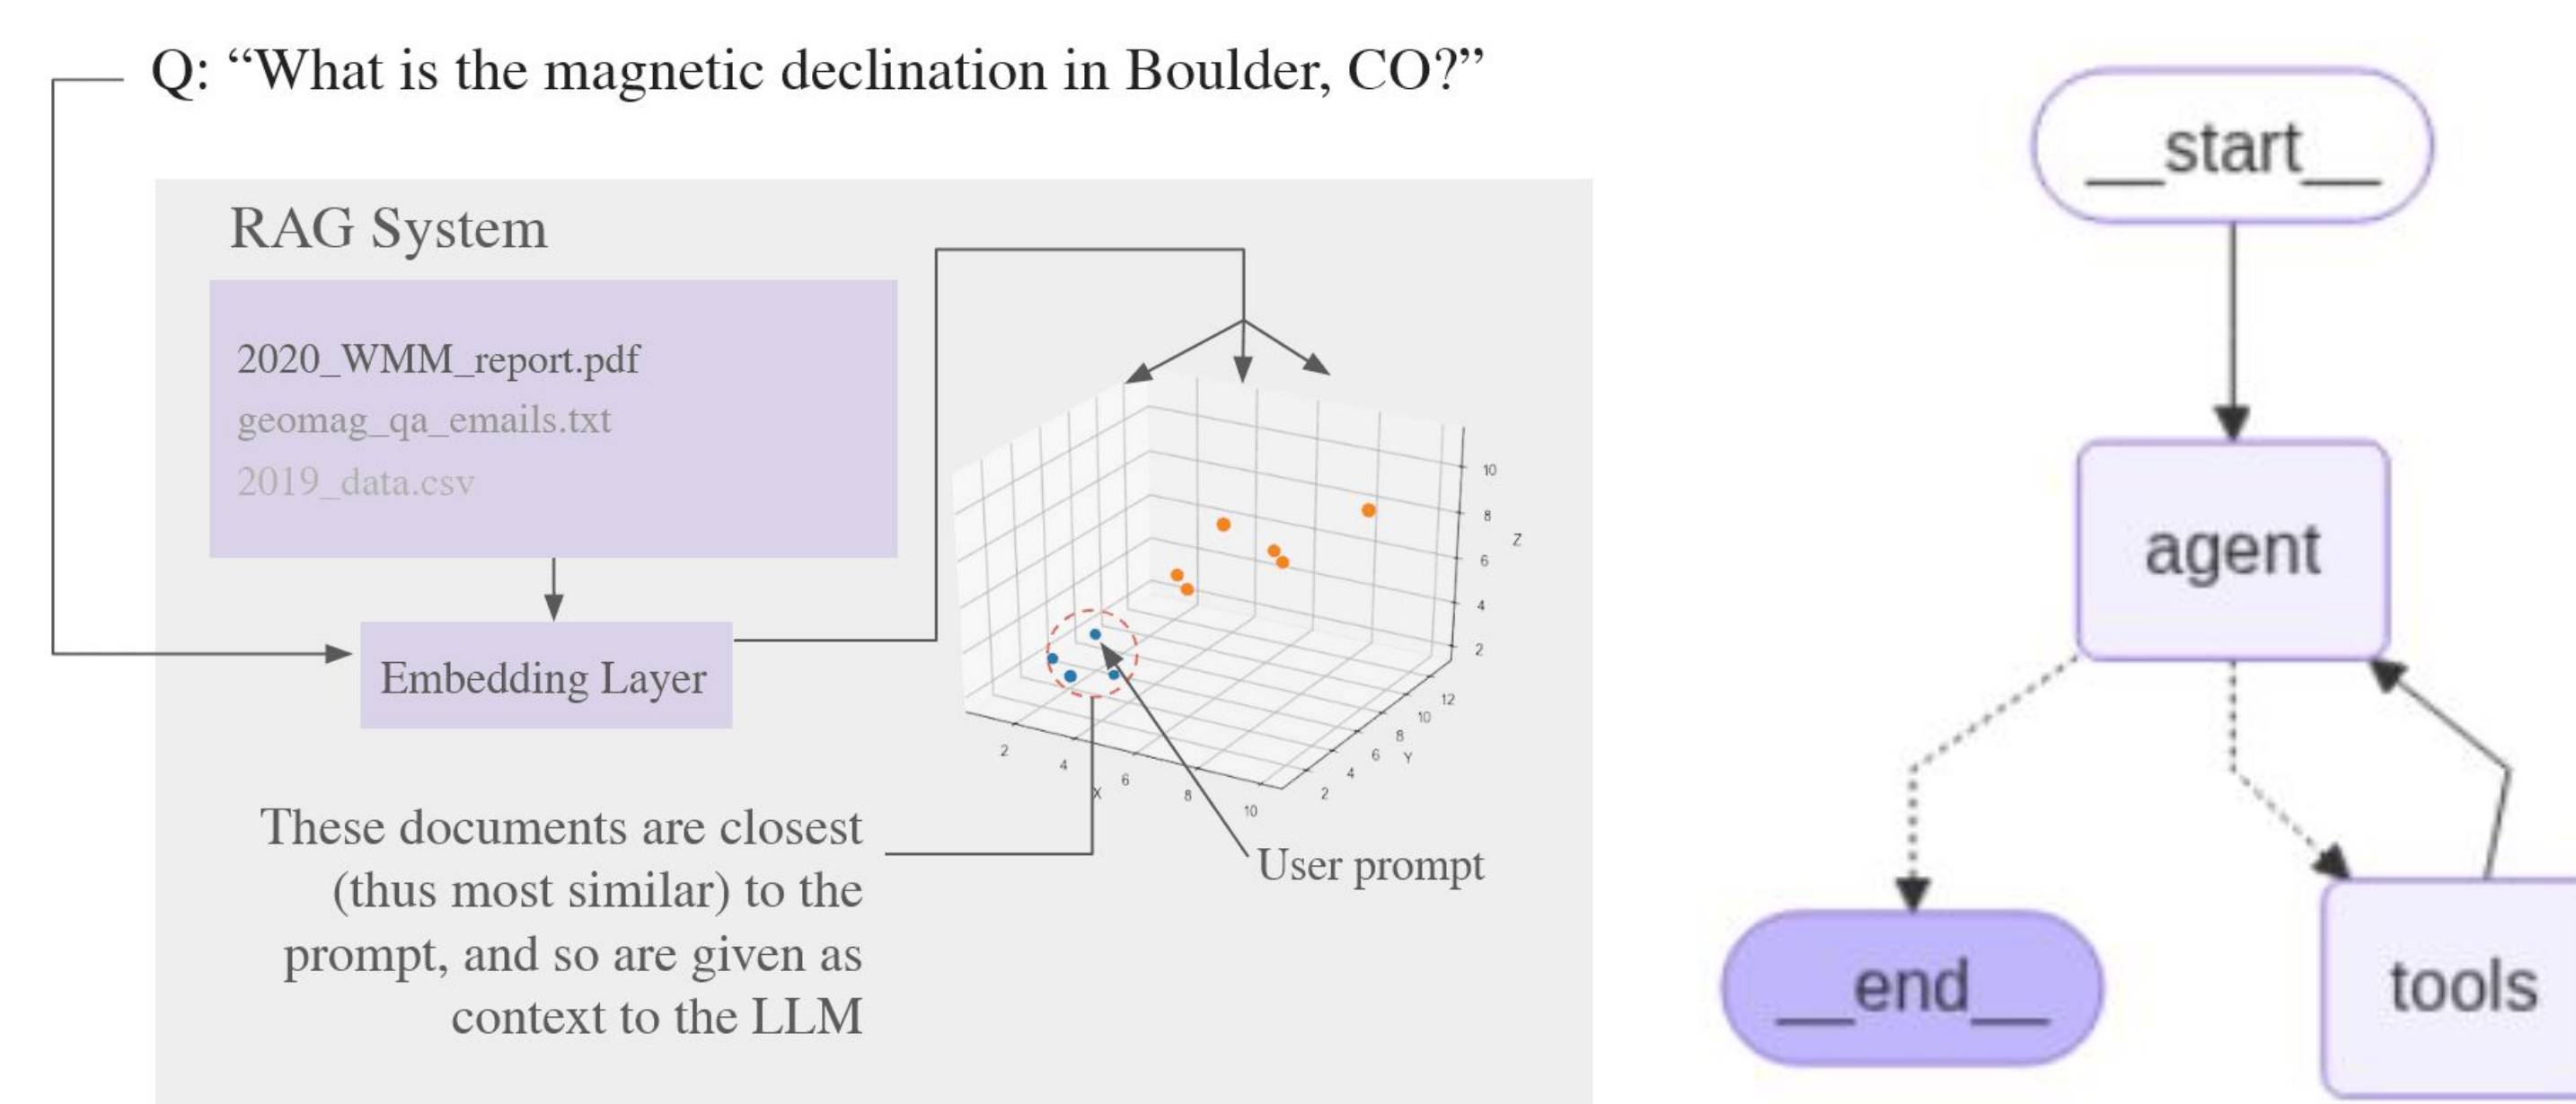 Q: “What is the magnetic declination in Boulder, CO?”
RAG System
2020_WMM_report.pdf
geomag_qa_emails.txt
2019_data.csv
Embedding Layer
10
8
Z
6
4
2
12
10
8
Y
6
4
2
2
4
6
X
8
10
These documents are closest
(thus most similar) to the
prompt, and so are given as
context to the LLM
User prompt
__start__
agent
__end__
tools